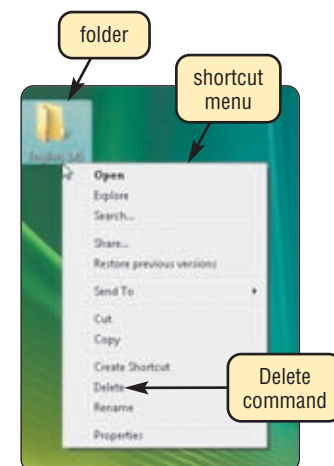 folder
shortcut
menu
Open
Explore
Search...
Share...
Restore previous versions
Send To
Cut
Copy
Create Shortcut
Delete
Rename
Properties
Delete
command